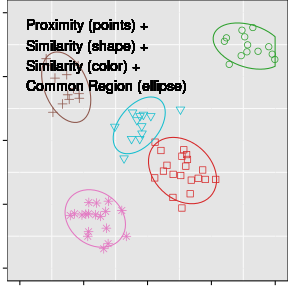 Proximity (points) +
Similarity (shape) +
Similarity (color) +
Common Region (ellipse)